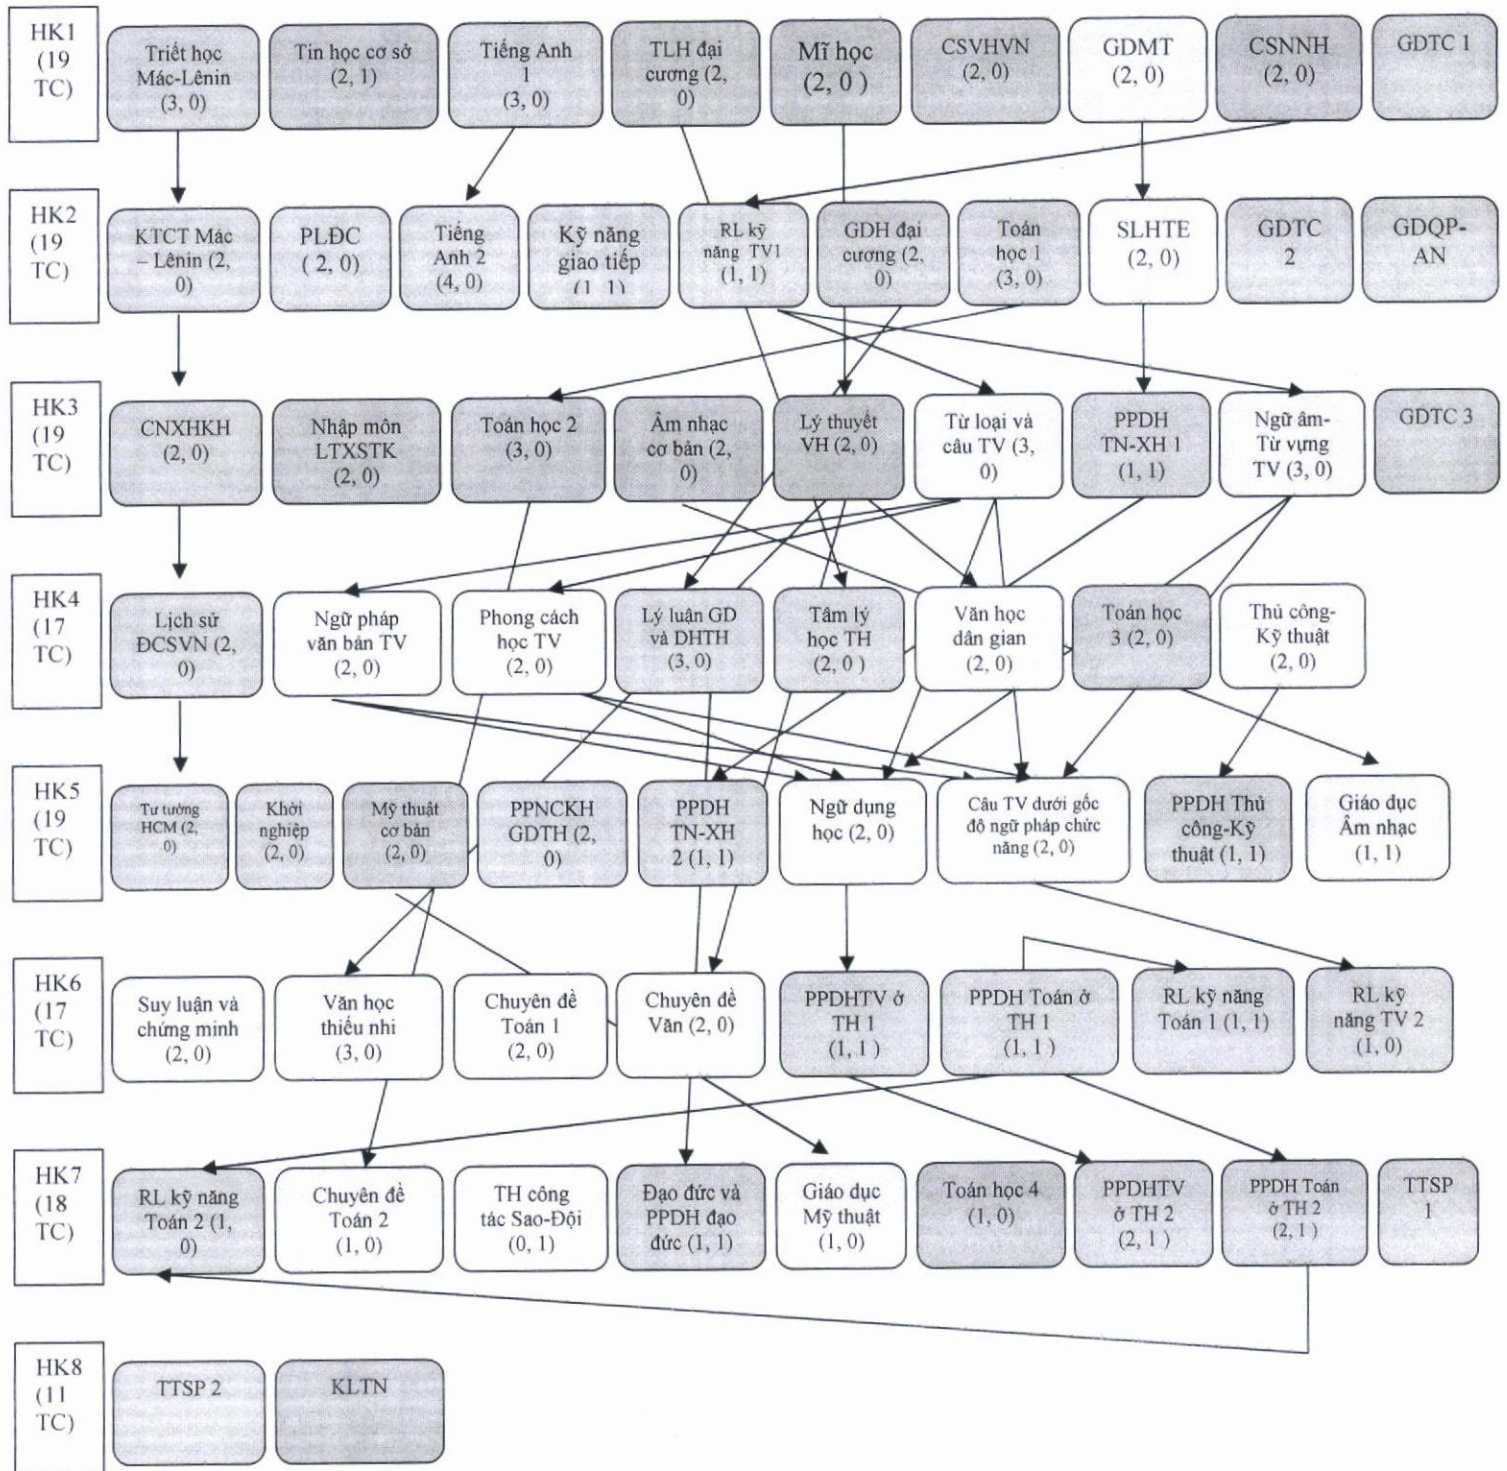 HK1
(19
TC)
Triết học
Mác-Lênin
(3, 0)
Tin học cơ sở
(2, 1)
Tiếng Anh
1
(3, 0)
TLH đại
cương (2,
0)
Mĩ học
(2, 0 )
CSVHVN
(2, 0)
GDMT
(2, 0)
CSNNH
(2, 0)
GDTC 1
HK2
(19
TC)
KTCT Mác
– Lênin (2,
0)
PLĐC
( 2, 0)
Tiếng
Anh 2
(4, 0)
Kỹ năng
giao tiếp
(1 1)
RL kỹ
năng TV1
(1, 1)
GDH đại
cương (2,
0)
Toán
học 1
(3, 0)
SLHTE
(2, 0)
GDTC
2
GDQP-
AN
HK3
(19
TC)
CNXHKH
(2, 0)
Nhập môn
LTXSTK
(2, 0)
Toán học 2
(3, 0)
Âm nhạc
cơ bản (2,
0)
Lý thuyết
VH (2, 0)
Từ loại và
câu TV (3,
0)
PPDH
TN-XH 1
(1, 1)
Ngữ âm-
Từ vựng
TV (3, 0)
GDTC 3
HK4
(17
TC)
Lịch sử
ĐCSVN (2,
0)
Ngữ pháp
văn bản TV
(2, 0)
Phong cách
học TV
(2, 0)
Lý luận GD
và DHTH
(3, 0)
Tâm lý
học TH
(2, 0 )
Văn học
dân gian
(2, 0)
Toán học
3 (2, 0)
Thủ công-
Kỹ thuật
(2, 0)
HK5
(19
TC)
Tư tưởng
HCM (2,
0)
Khởi
nghiệp
(2, 0)
Mỹ thuật
cơ bản
(2, 0)
PPNCKH
GDTH (2,
0)
PPDH
TN-XH
2 (1, 1)
Ngữ dụng
học (2, 0)
Câu TV dưới gốc
độ ngữ pháp chức
năng (2, 0)
PPDH Thủ
công-Kỹ
thuật (1, 1)
Giáo dục
Âm nhạc
(1, 1)
HK6
(17
TC)
Suy luận và
chứng minh
(2, 0)
Văn học
thiếu nhi
(3, 0)
Chuyên đề
Toán 1
(2, 0)
Chuyên đề
Văn (2, 0)
PPDHTV ở
TH 1
(1, 1 )
PPDH Toán ở
TH 1
(1, 1 )
RL kỹ năng
Toán 1 (1, 1)
RL kỹ
năng TV 2
(1, 0)
HK7
(18
TC)
RL kỹ năng
Toán 2 (1,
0)
Chuyên đề
Toán 2
(1, 0)
TH công
tác Sao-Đội
(0, 1)
Đạo đức và
PPDH đạo
đức (1, 1)
Giáo dục
Mỹ thuật
(1, 0)
Toán học 4
(1, 0)
PPDHTV
ở TH 2
(2, 1 )
PPDH Toán
ở TH 2
(2, 1 )
TTSP
1
HK8
(11
TC)
TTSP 2
KLTN